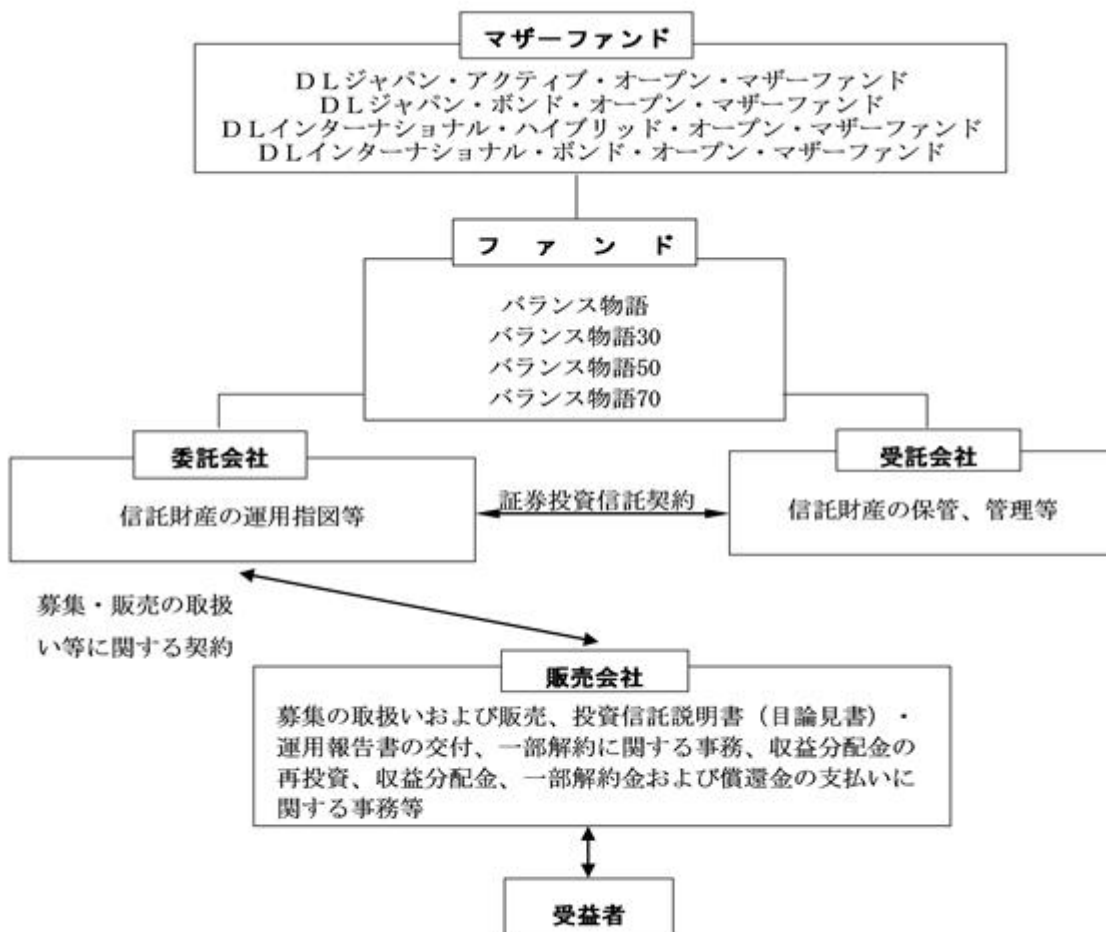 マザーファンド
ＤＬジャパン・アクティブ・オープン・マザーファンド
ＤＬジャパン・ボンド・オープン・マザーファンド
ＤＬインターナショナル・ハイブリッド・オープン・マザーファンド
ＤＬインターナショナル・ボンド・オープン・マザーファンド
ファンド
バランス物語
バランス物語30
バランス物語50
バランス物語70
委託会社
信託財産の運用指図等
証券投資信託契約
受託会社
信託財産の保管、管理等
募集・販売の取扱
い等に関する契約
販売会社
募集の取扱いおよび販売、投資信託説明書（目論見書）・
運用報告書の交付、一部解約に関する事務、収益分配金の
再投資、収益分配金、一部解約金および償還金の支払いに
関する事務等
受益者